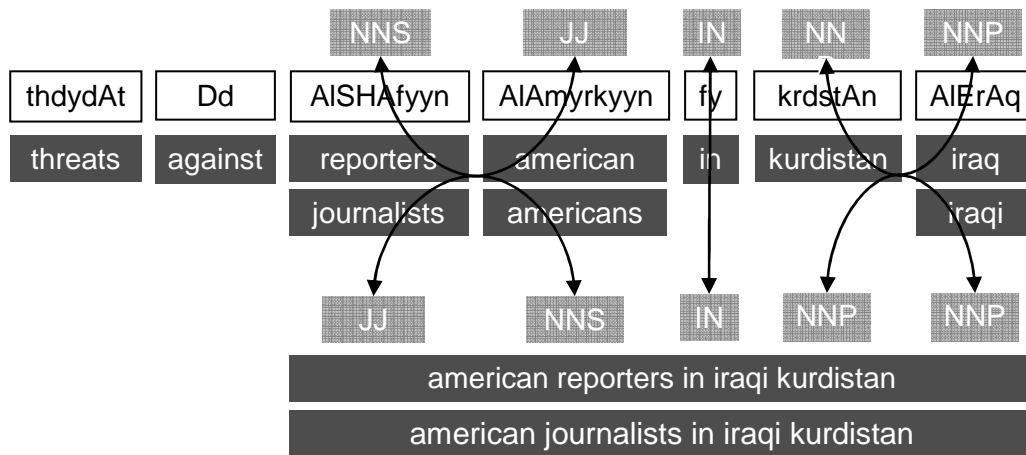 NNS JJ IN NN NNP
thdydAt Dd AlSHAfyyn AlAmyrkyyn fy krdstAn AlErAq
threats against reporters american in kurdistan iraq
journalists americans iraqi
JJ NNS IN NNP NNP
american reporters in iraqi kurdistan
american journalists in iraqi kurdistan